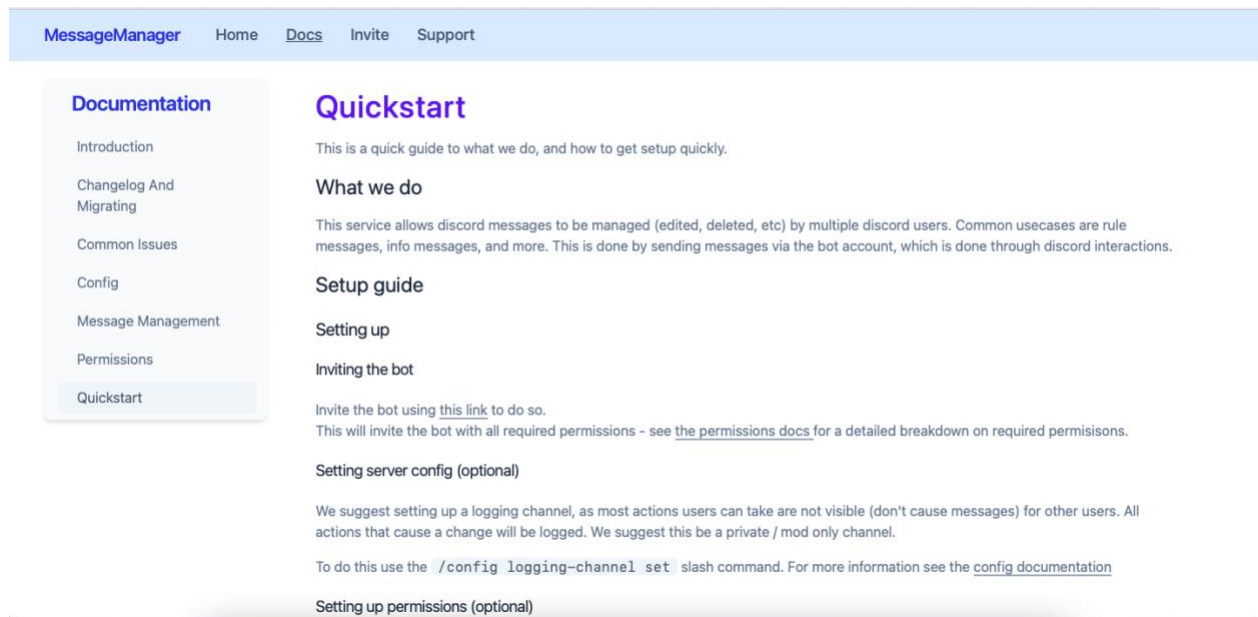 MessageManager Home Docs Invite Support
Documentation
Introduction
Changelog And
Migrating
Common Issues
Config
Message Management
Permissions
Quickstart
Quickstart
This is a quick guide to what we do, and how to get setup quickly.
What we do
This service allows discord messages to be managed (edited, deleted, etc) by multiple discord users. Common usecases are rule
messages, info messages, and more. This is done by sending messages via the bot account, which is done through discord interactions.
Setup guide
Setting up
Inviting the bot
Invite the bot using this link to do so.
This will invite the bot with all required permissions - see the permissions docs for a detailed breakdown on required permisisons.
Setting server config (optional)
We suggest setting up a logging channel, as most actions users can take are not visible (don't cause messages) for other users. All
actions that cause a change will be logged. We suggest this be a private / mod only channel.
To do this use the /config logging-channel set slash command. For more information see the config documentation
Setting up permissions (optional)